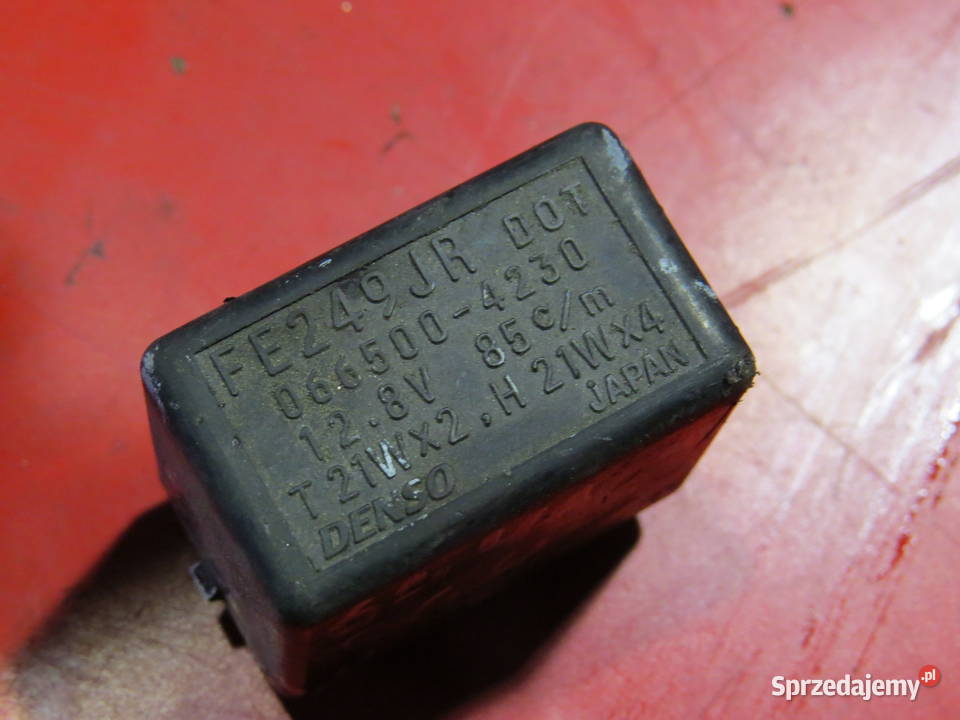 FE249JR DOT
066500-4230
12.8V 85c/m
T 21WX2, H 21WX4
DENSO JAPAN
Sprzedajemy.pl